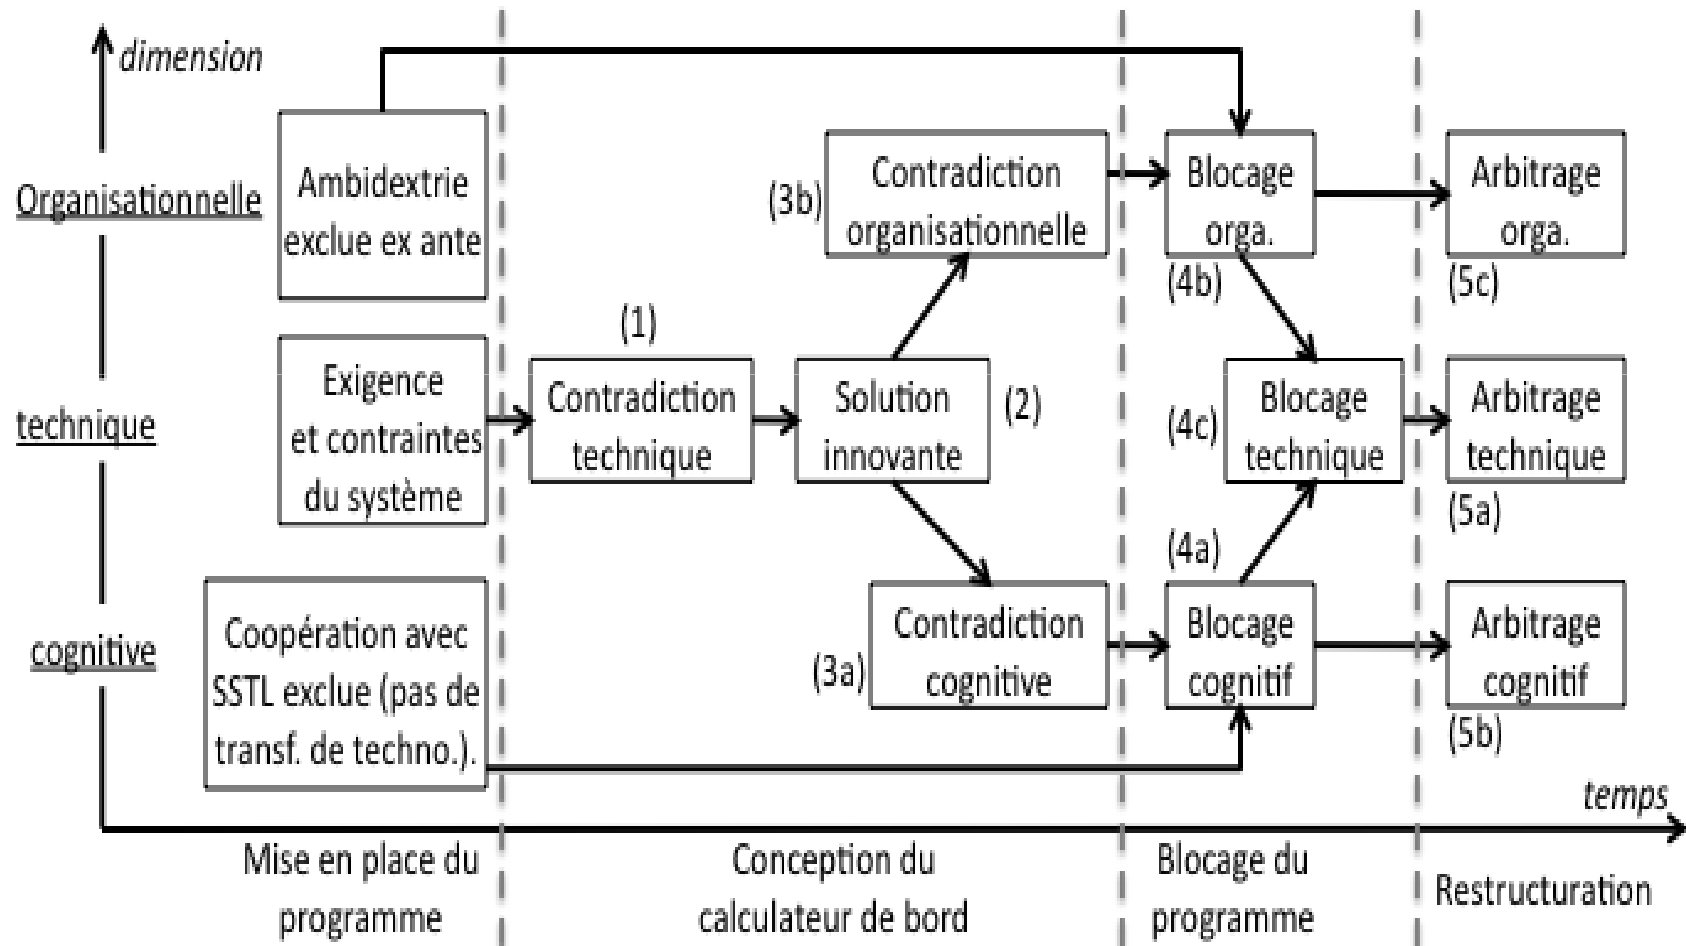 dimension
Organisationnelle
technique
cognitive
Ambidextrie
exclue ex ante
Exigence
et contraintes
du système
Coopération avec
SSTL exclue (pas de
transf. de techno.).
(1)
Contradiction
technique
Solution
innovante
(2)
(3b)
Contradiction
organisationnelle
(3a)
Contradiction
cognitive
Blocage
orga.
(4b)
(4c)
Blocage
technique
(4a)
Blocage
cognitif
Arbitrage
orga.
(5c)
Arbitrage
technique
(5a)
Arbitrage
cognitif
(5b)
temps
Mise en place du
programme
Conception du
calculateur de bord
Blocage du
programme
Restructuration